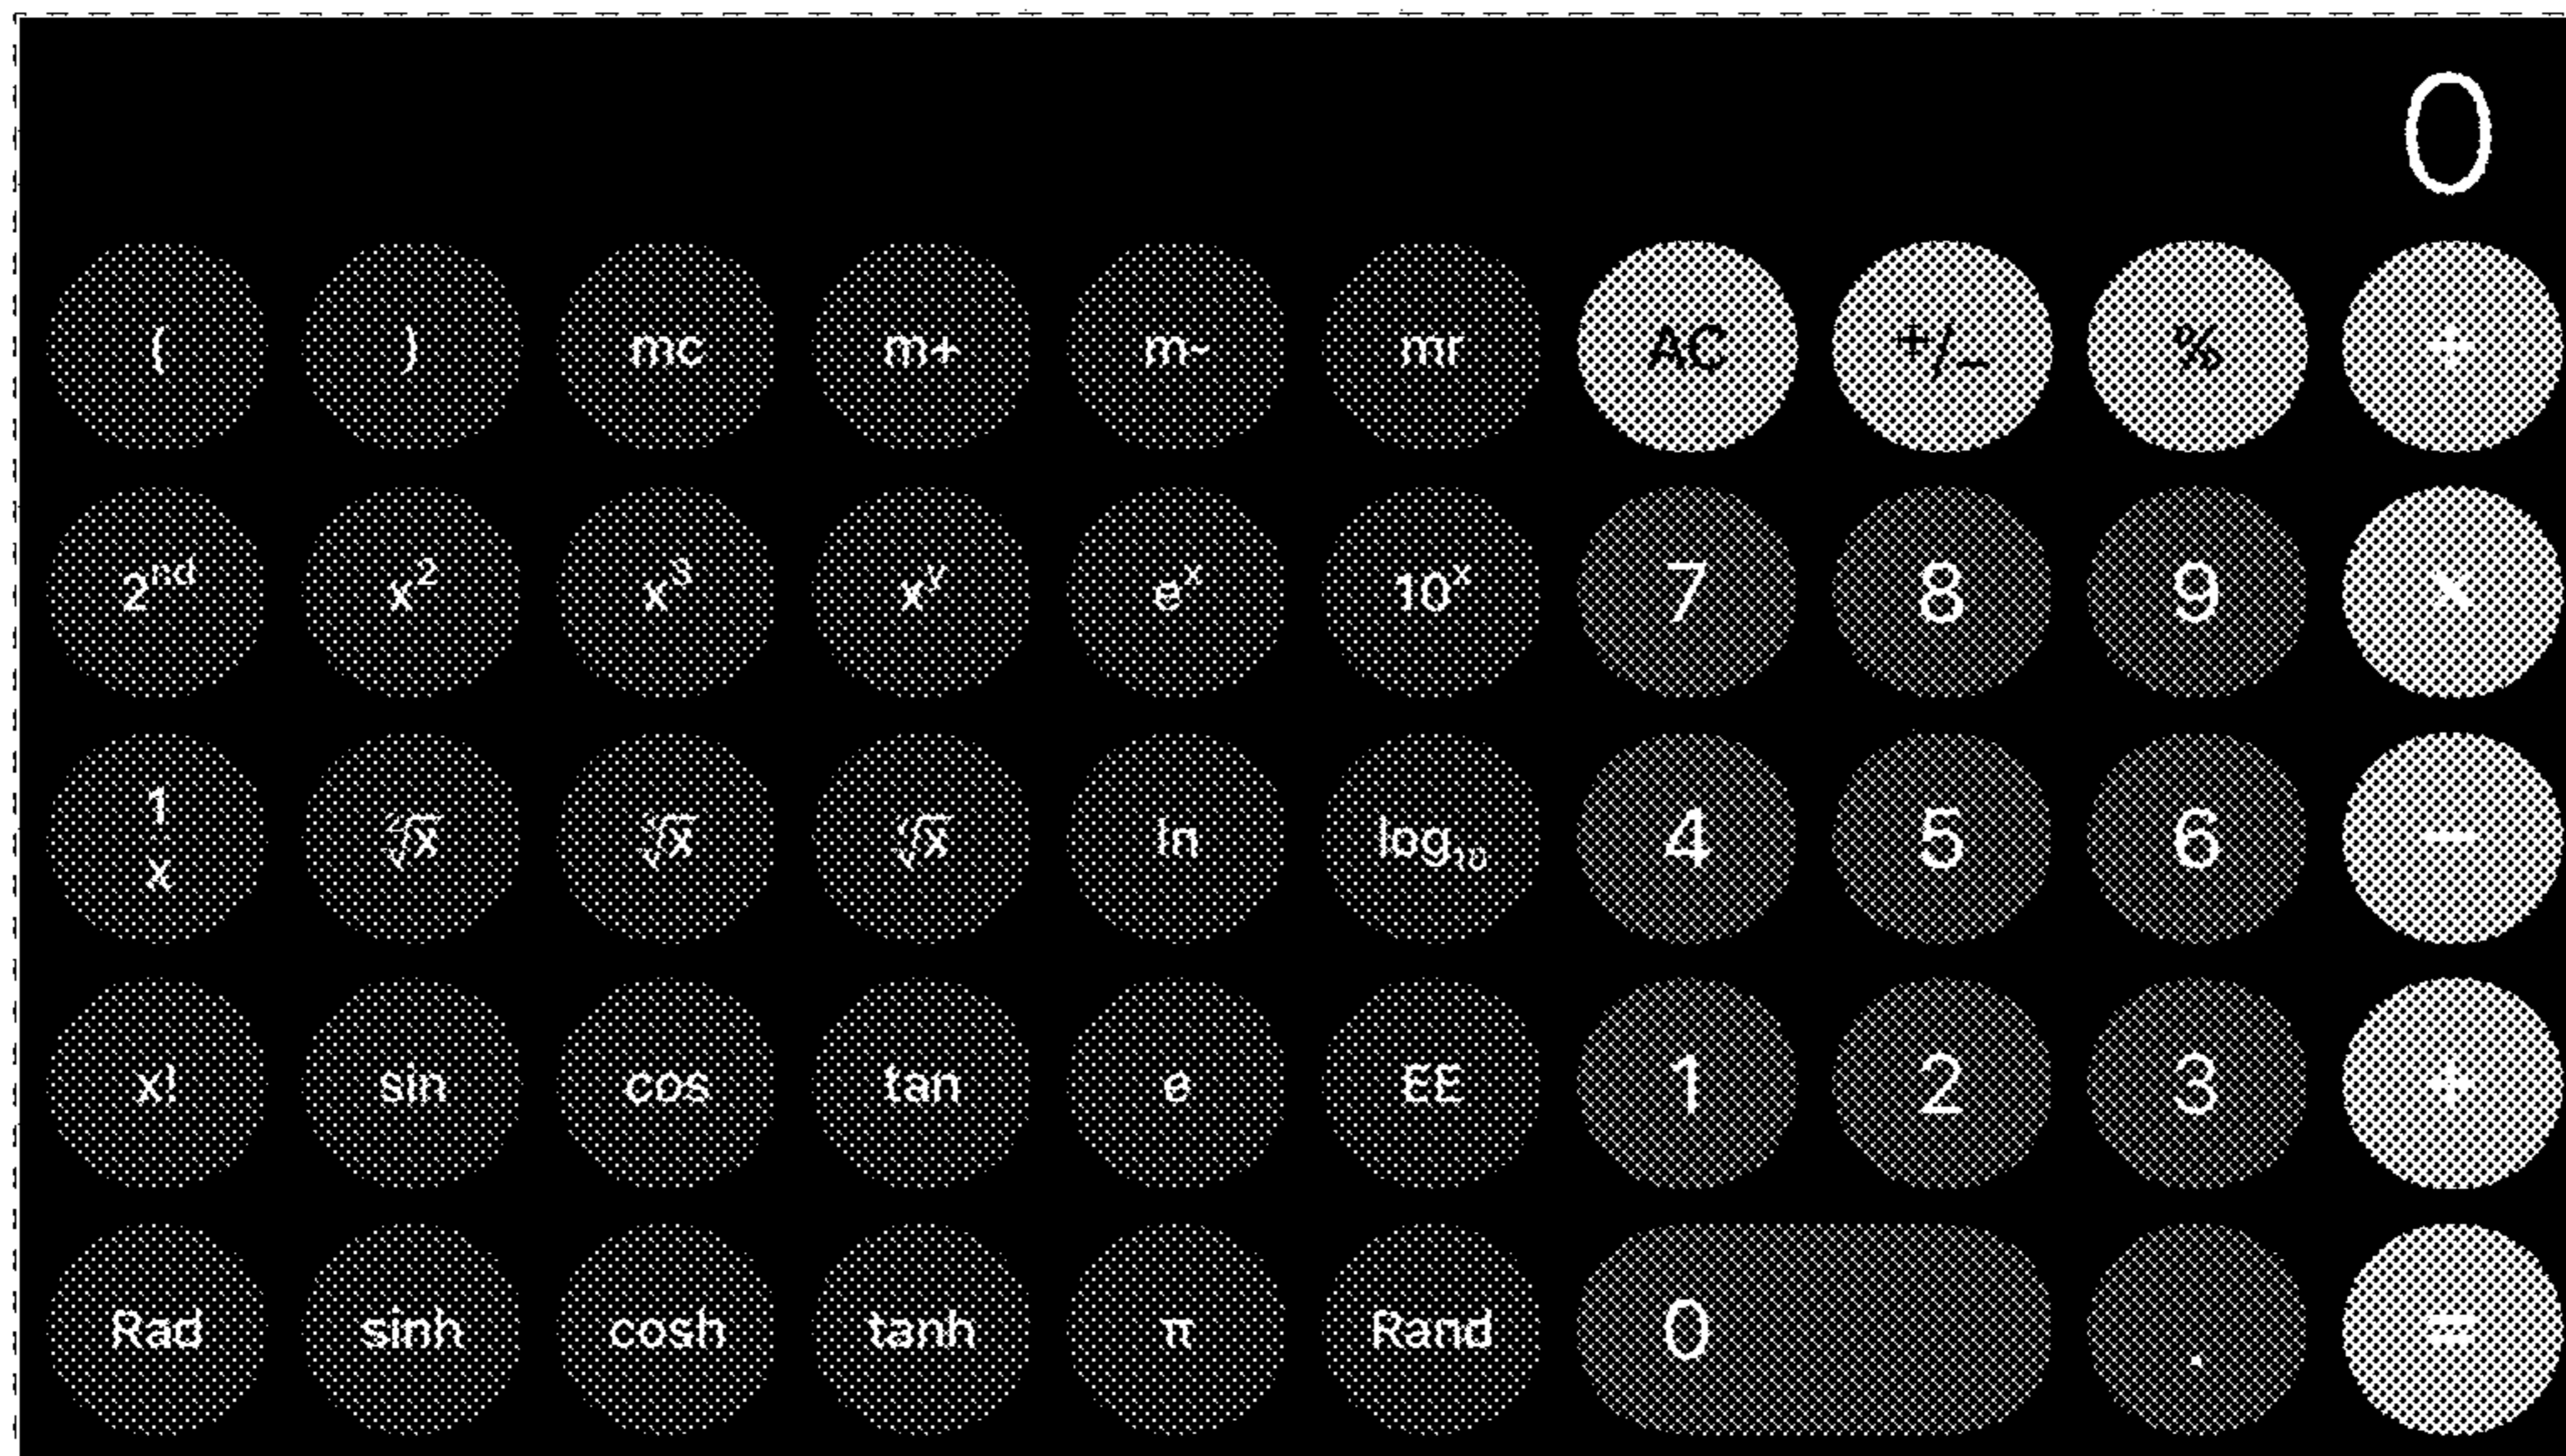 0
( ) mc m+ m- mr AC +/- % ÷
2ⁿᵈ x² x³ xʸ eˣ 10ˣ 7 8 9 ×
1/x √x √x √x ln log₁₀ 4 5 6 −
x! sin cos tan e EE 1 2 3 +
Rad sinh cosh tanh π Rand 0 . =